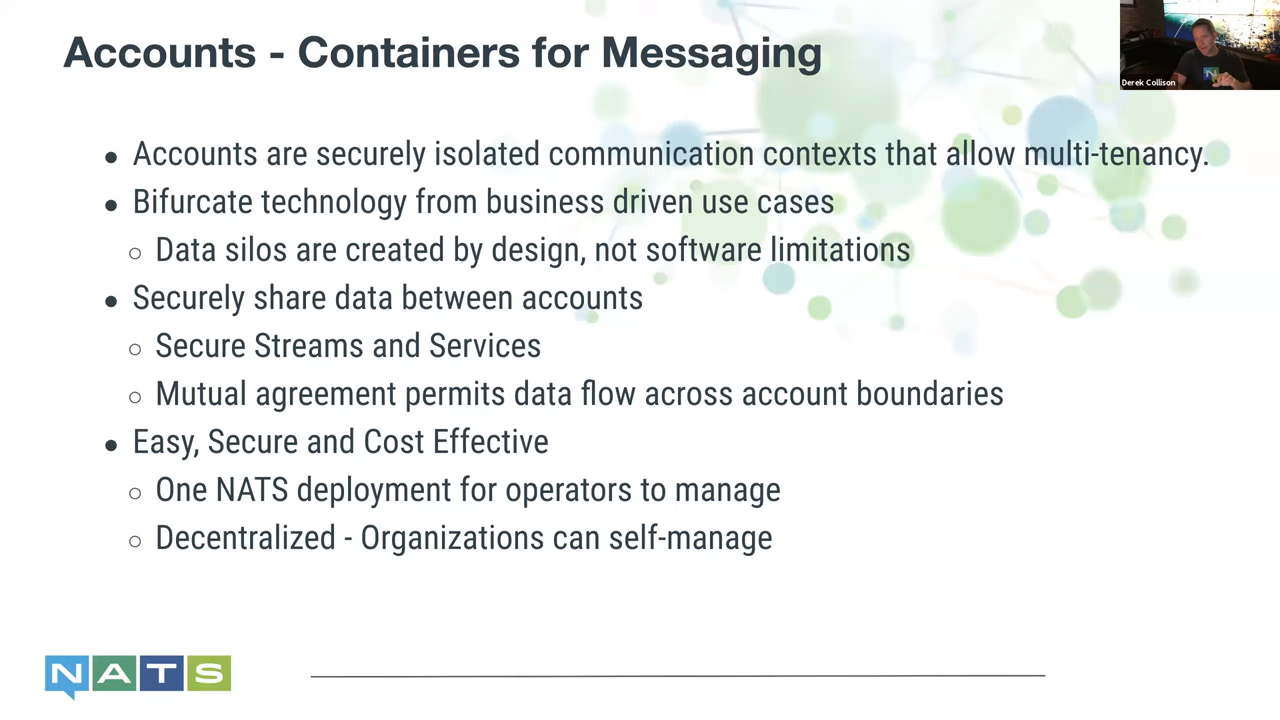 Accounts - Containers for Messaging
Derek Collison
● Accounts are securely isolated communication contexts that allow multi-tenancy.
● Bifurcate technology from business driven use cases
○ Data silos are created by design, not software limitations
● Securely share data between accounts
○ Secure Streams and Services
○ Mutual agreement permits data flow across account boundaries
● Easy, Secure and Cost Effective
○ One NATS deployment for operators to manage
○ Decentralized - Organizations can self-manage
NATS